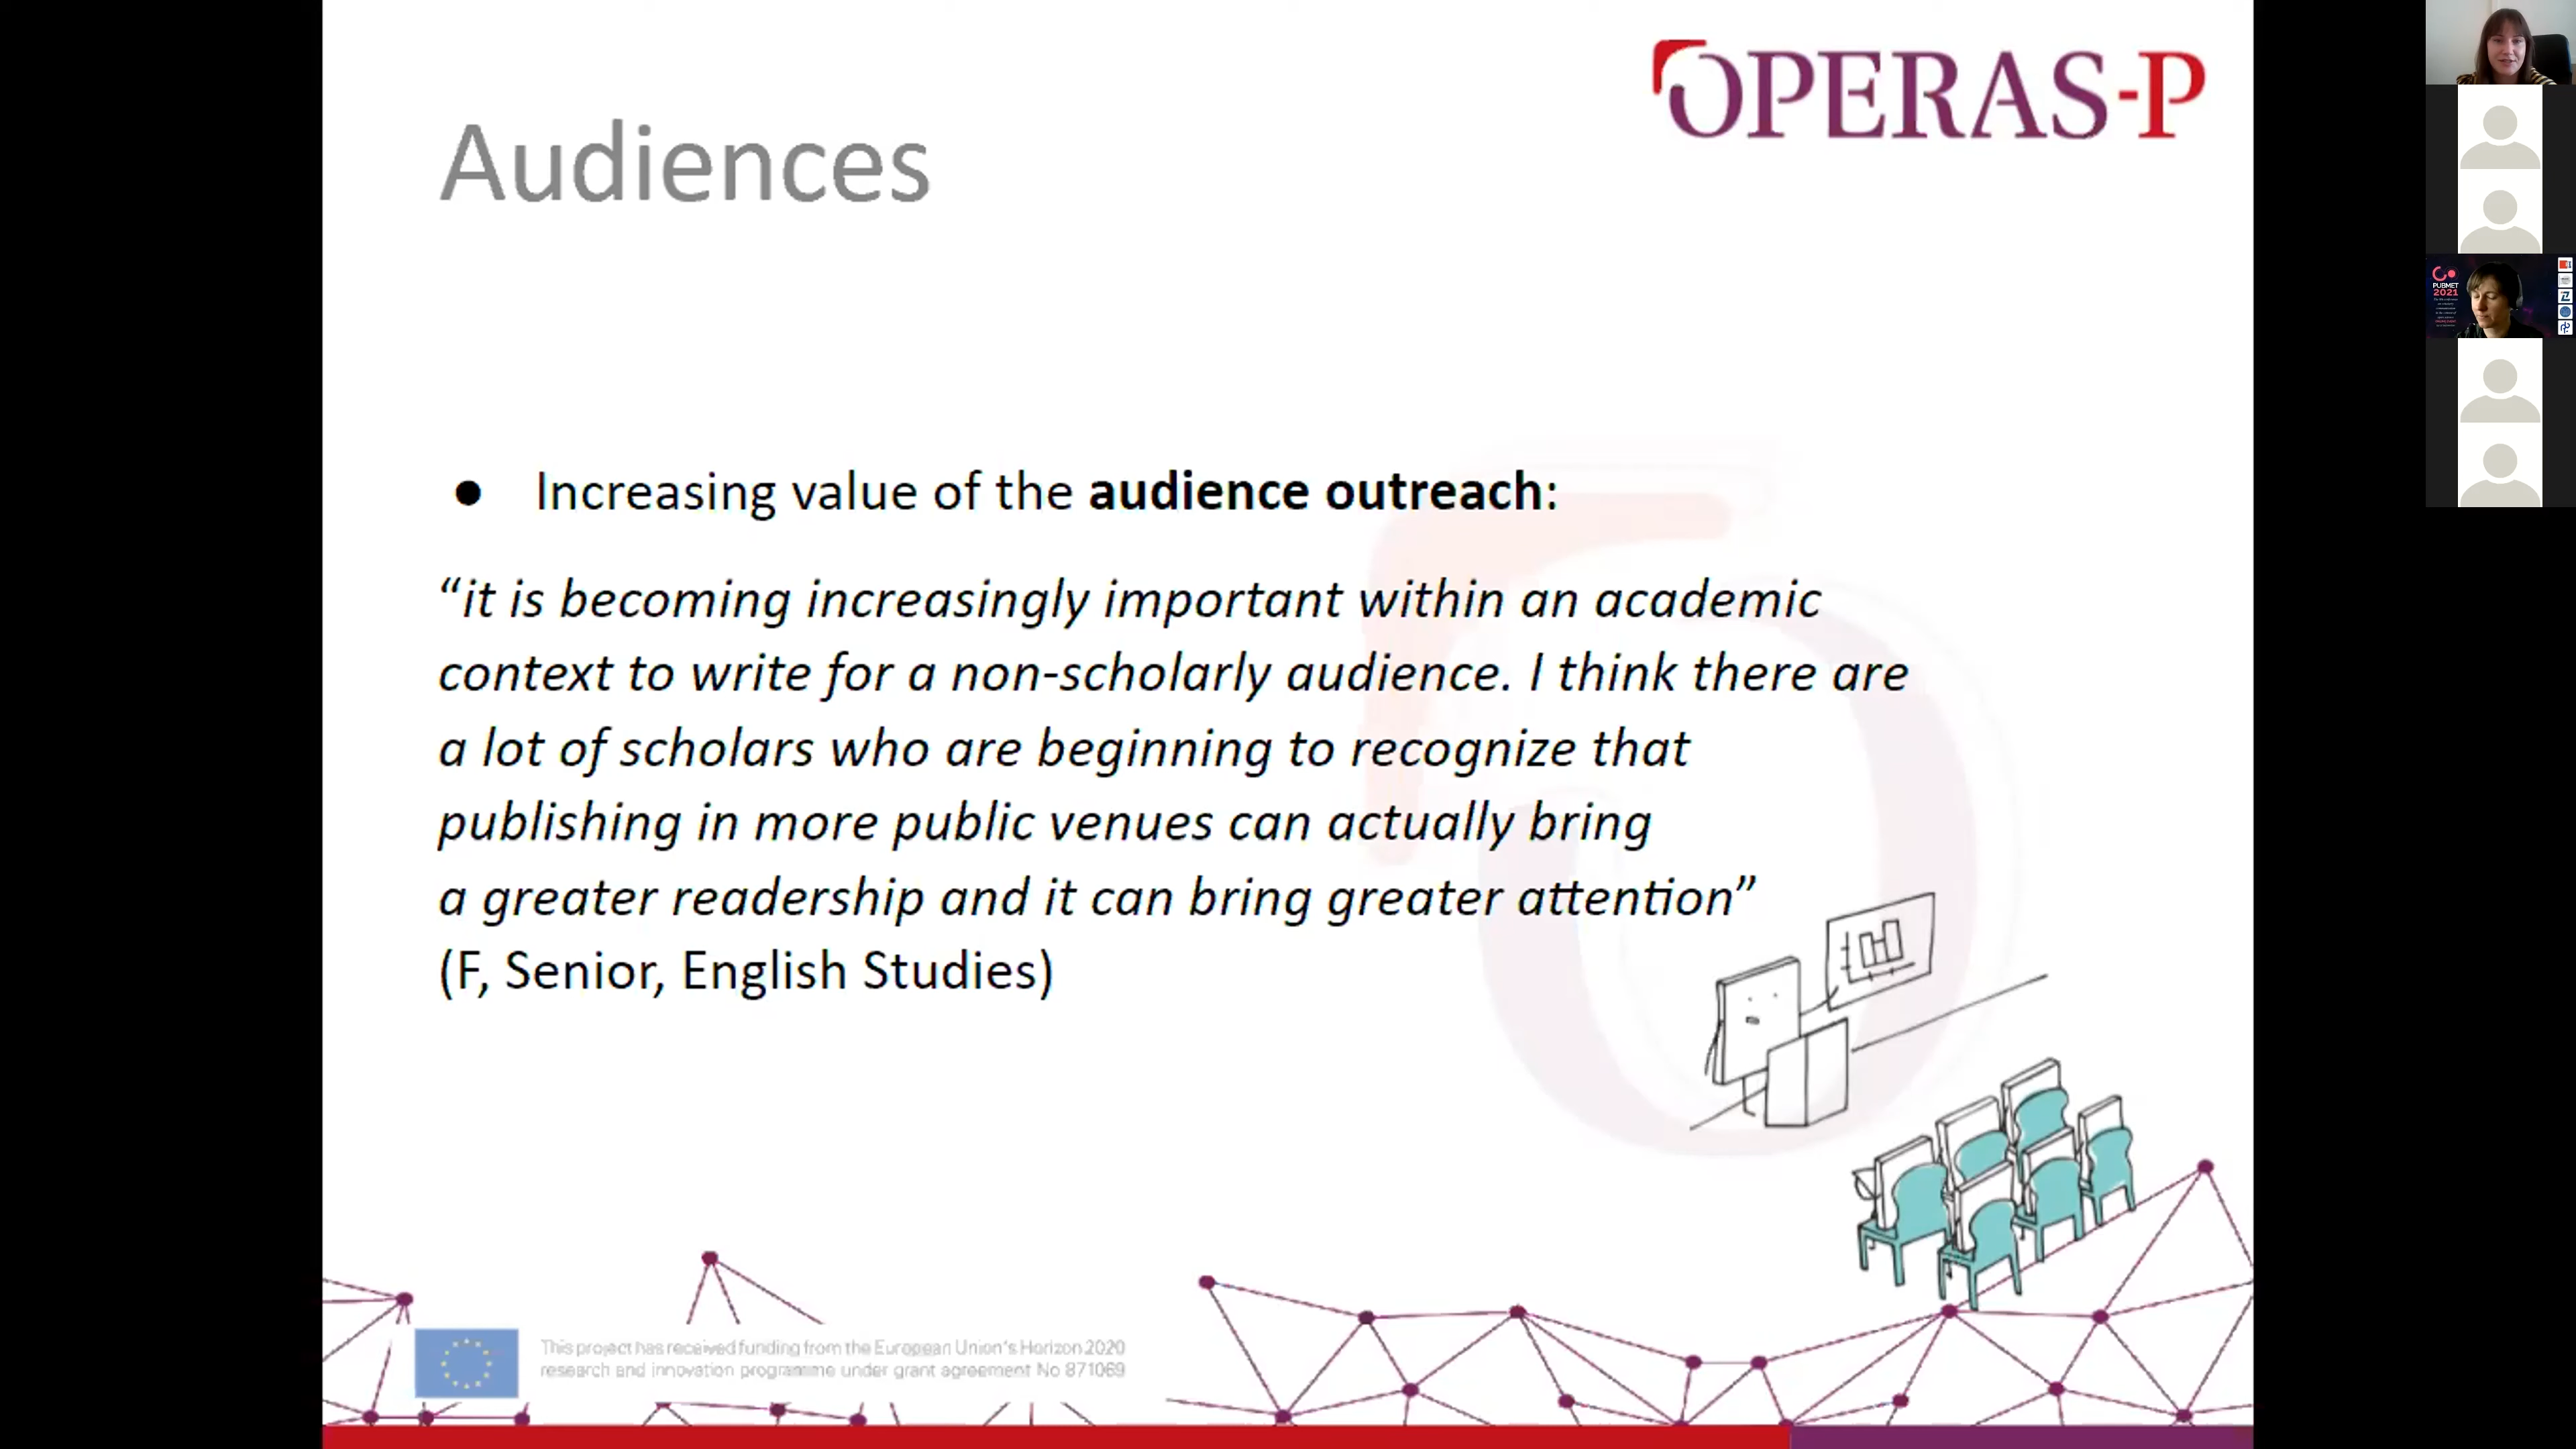 OPERAS-P
Audiences
● Increasing value of the audience outreach:
“it is becoming increasingly important within an academic
context to write for a non-scholarly audience. I think there are
a lot of scholars who are beginning to recognize that
publishing in more public venues can actually bring
a greater readership and it can bring greater attention”
(F, Senior, English Studies)
This project has received funding from the European Union's Horizon 2020
research and innovation programme under grant agreement No 871069
PUBMET
2021